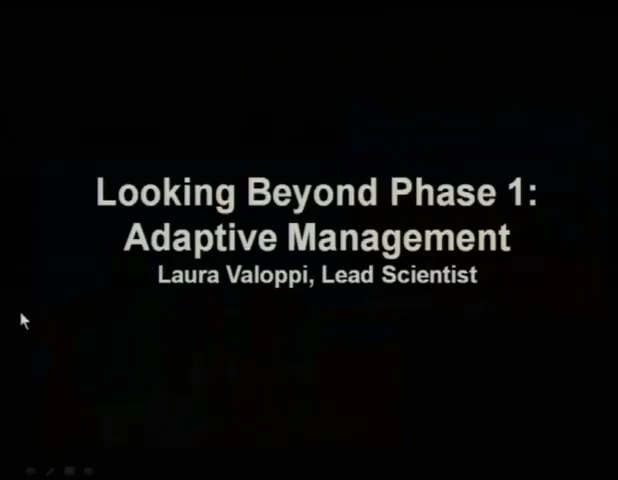 Looking Beyond Phase 1:
Adaptive Management
Laura Valoppi, Lead Scientist